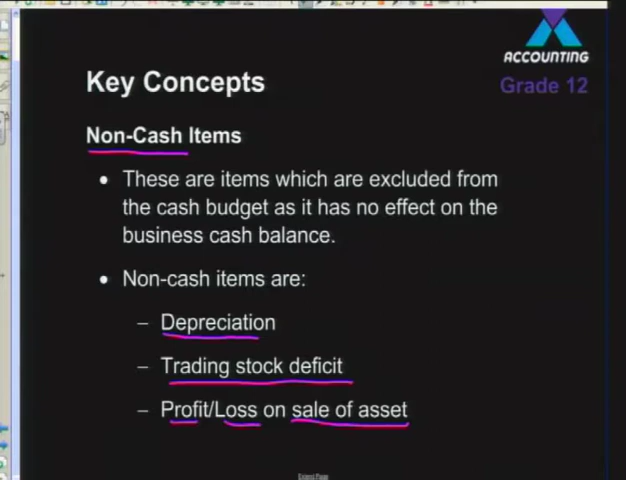 ACCOUNTING
Grade 12
Key Concepts
Non-Cash Items
• These are items which are excluded from
the cash budget as it has no effect on the
business cash balance.
• Non-cash items are:
– Depreciation
– Trading stock deficit
– Profit/Loss on sale of asset
Extend Page